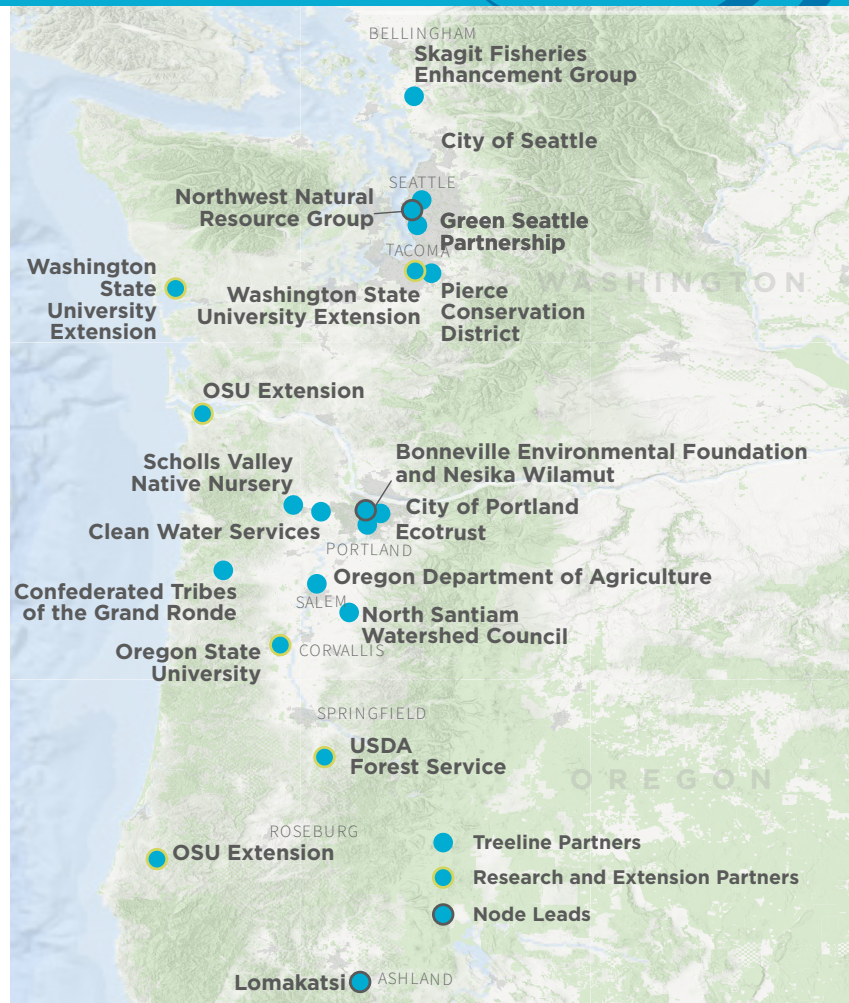 BELLINGHAM
Skagit Fisheries
Enhancement Group
City of Seattle
SEATTLE
Northwest Natural
Resource Group
Green Seattle
Partnership
TACOMA
WASHINGTON
Washington
State
University
Extension
Washington State
University Extension
Pierce
Conservation
District
OSU Extension
Bonneville Environmental Foundation
and Nesika Wilamut
Scholls Valley
Native Nursery
City of Portland
Clean Water Services
Ecotrust
PORTLAND
Oregon Department of Agriculture
Confederated Tribes
of the Grand Ronde
SALEM
North Santiam
Watershed Council
Oregon State
University
CORVALLIS
SPRINGFIELD
USDA
Forest Service
OREGON
ROSEBURG
OSU Extension
Treeline Partners
Research and Extension Partners
Node Leads
Lomakatsi
ASHLAND